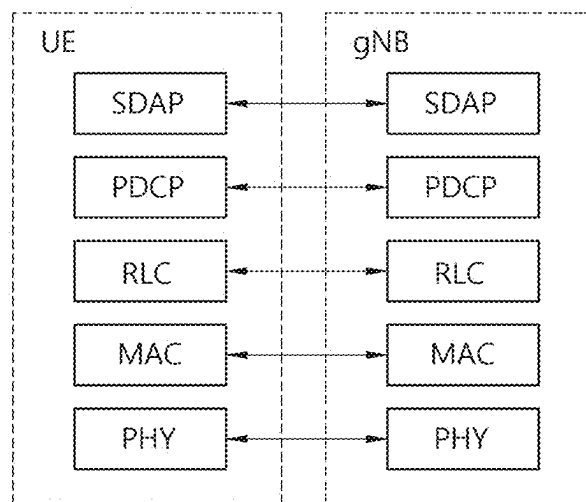 UE gNB
SDAP SDAP
PDCP PDCP
RLC RLC
MAC MAC
PHY PHY